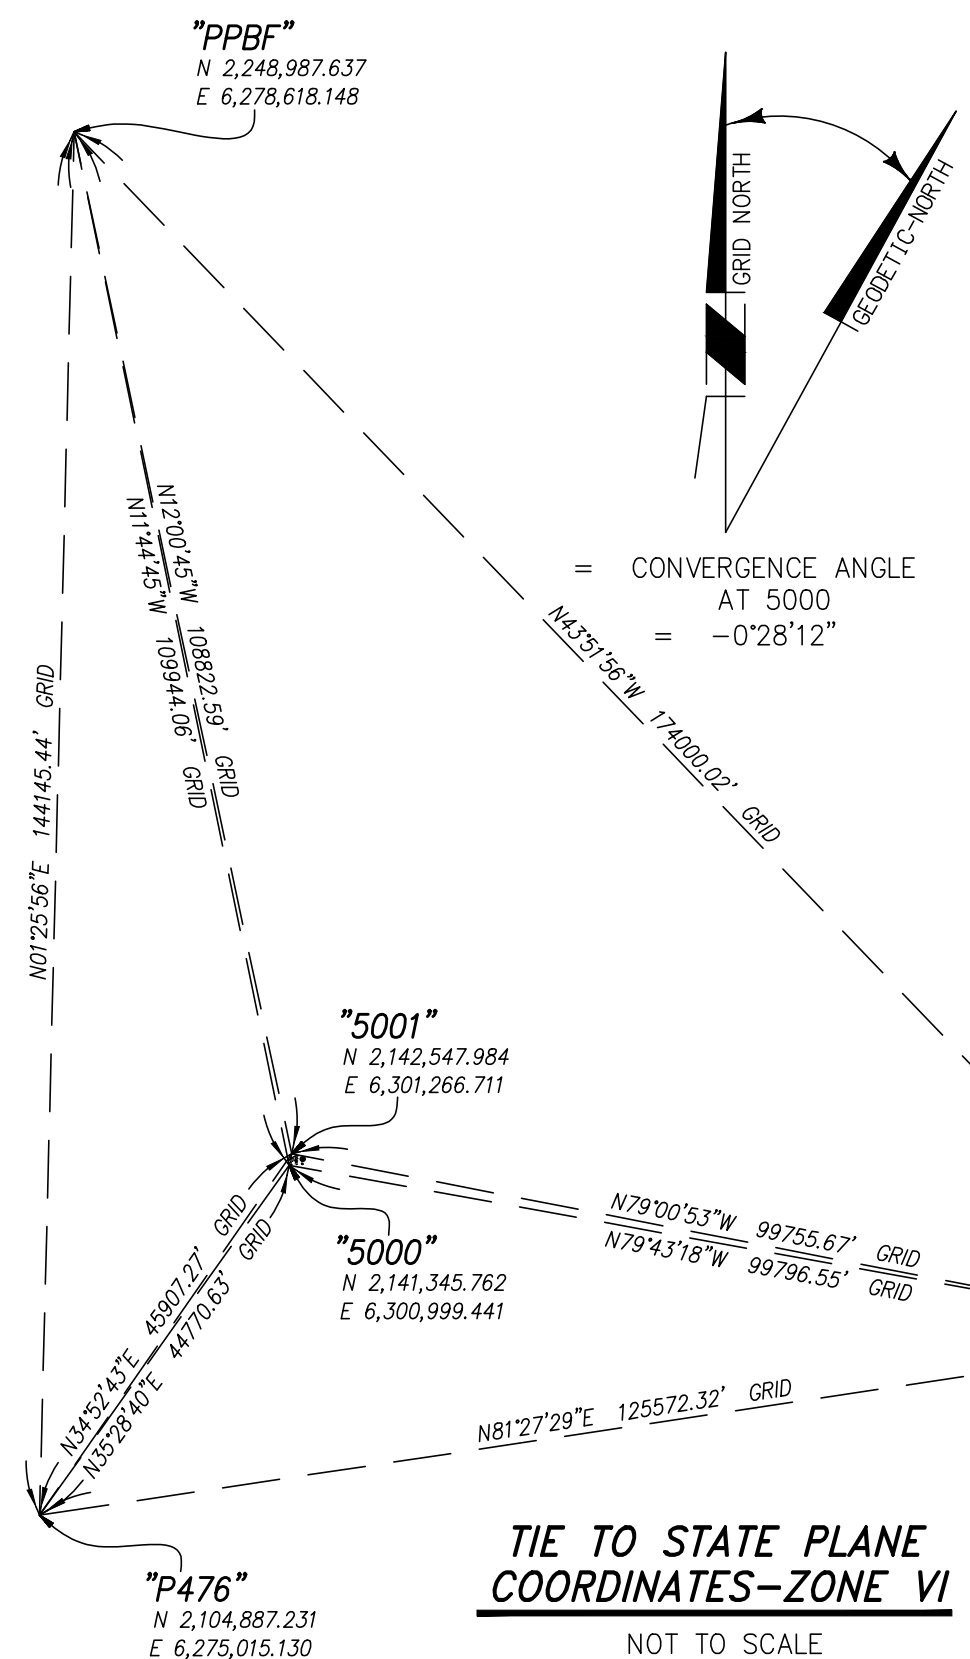 "PPBF"
N 2,248,987.637
E 6,278,618.148
GRID NORTH
GEODETIC-NORTH
= CONVERGENCE ANGLE
AT 5000
= -0°28'12"
N12°00'45"W 108822.59' GRID
N11°44'45"W 109944.06' GRID
N43°51'56"W 174000.02' GRID
N01°25'56"E 144145.44' GRID
"5001"
N 2,142,547.984
E 6,301,266.711
"5000"
N 2,141,345.762
E 6,300,999.441
N79°00'53"W 99755.67' GRID
N79°43'18"W 99796.55' GRID
N34°52'43"E 45907.27' GRID
N35°28'40"E 44770.63' GRID
N81°27'29"E 125572.32' GRID
"P476"
N 2,104,887.231
E 6,275,015.130
TIE TO STATE PLANE
COORDINATES-ZONE VI
NOT TO SCALE